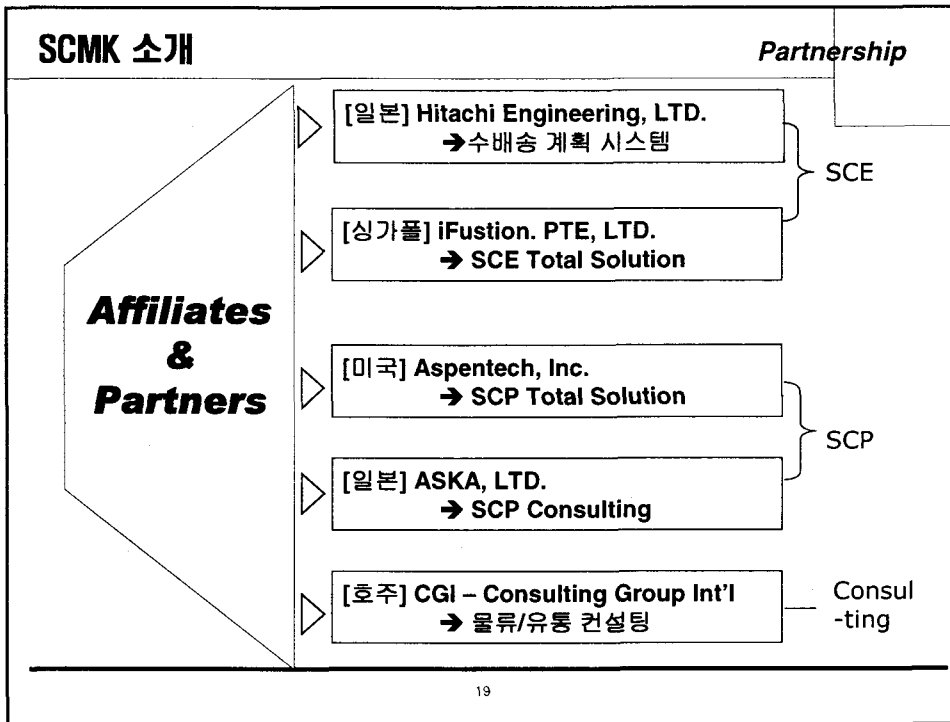 SCMK 소개
Partnership
Affiliates
&
Partners
[일본] Hitachi Engineering, LTD.
➔수배송 계획 시스템
[싱가폴] iFustion. PTE, LTD.
➔ SCE Total Solution
SCE
[미국] Aspentech, Inc.
➔ SCP Total Solution
[일본] ASKA, LTD.
➔ SCP Consulting
SCP
[호주] CGI – Consulting Group Int'l
➔ 물류/유통 컨설팅
Consul
-ting
19